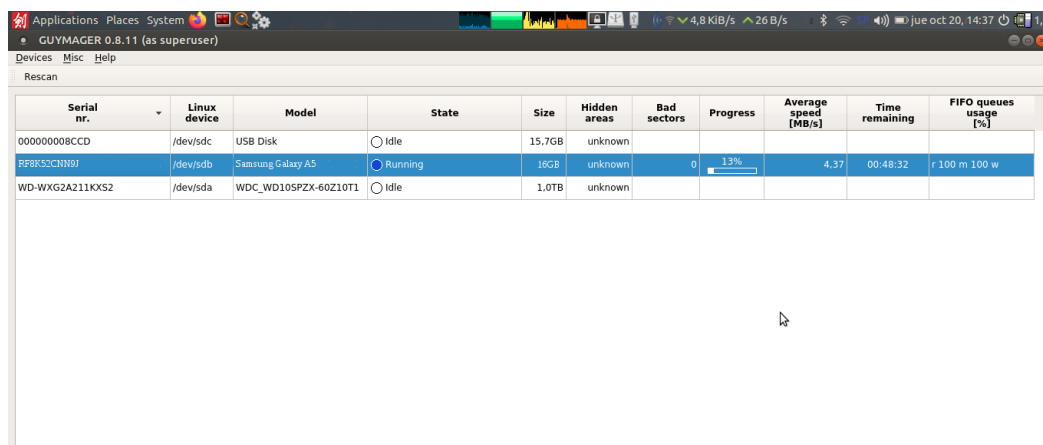 Applications Places System 4,8 KiB/s 26 B/s jue oct 20, 14:37 1,
GUYMAGER 0.8.11 (as superuser)
Devices Misc Help
Rescan
Serial nr. Linux device Model State Size Hidden areas Bad sectors Progress Average speed [MB/s] Time remaining FIFO queues usage [%]
000000008CCD /dev/sdc USB Disk Idle 15,7GB unknown
RF8K52CNN9J /dev/sdb Samsung Galaxy A5 Running 16GB unknown 0 13% 4,37 00:48:32 r 100 m 100 w
WD-WXG2A211KXS2 /dev/sda WDC_WD10SPZX-60Z10T1 Idle 1,0TB unknown